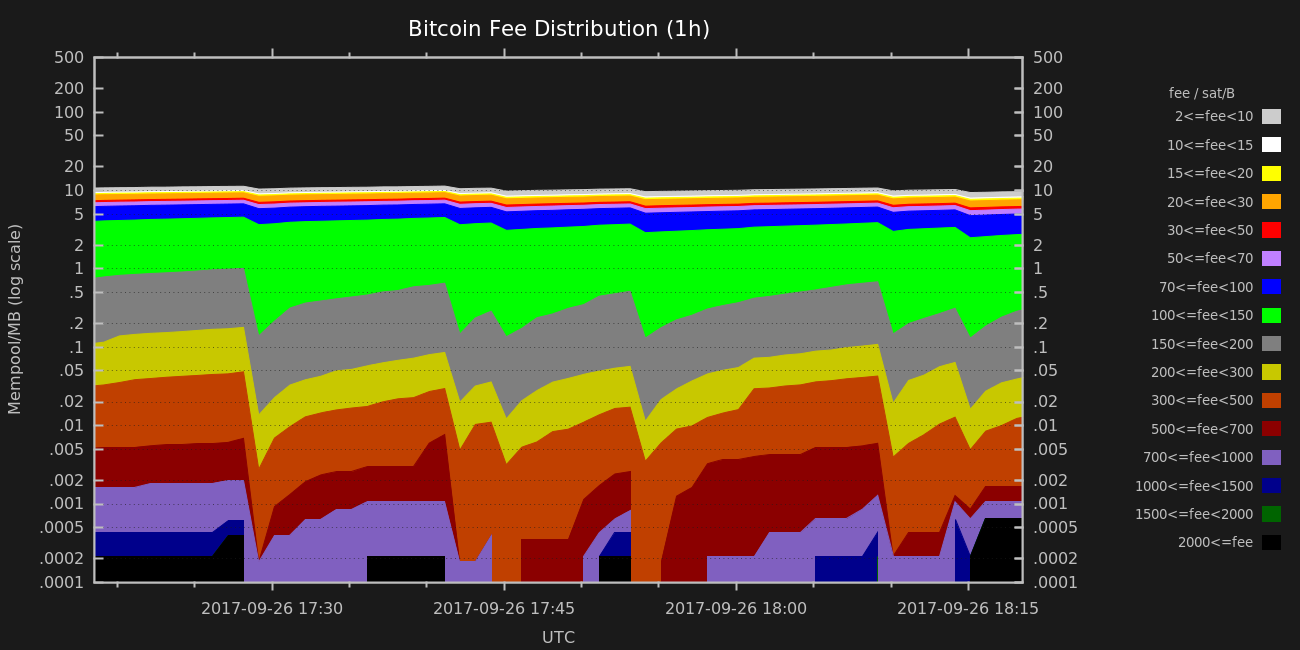 Bitcoin Fee Distribution (1h)
Mempool/MB (log scale)
500
200
100
50
20
10
5
2
1
.5
.2
.1
.05
.02
.01
.005
.002
.001
.0005
.0002
.0001
500
200
100
50
20
10
5
2
1
.5
.2
.1
.05
.02
.01
.005
.002
.001
.0005
.0002
.0001
2017-09-26 17:30
2017-09-26 17:45
2017-09-26 18:00
2017-09-26 18:15
UTC
fee / sat/B
2<=fee<10
10<=fee<15
15<=fee<20
20<=fee<30
30<=fee<50
50<=fee<70
70<=fee<100
100<=fee<150
150<=fee<200
200<=fee<300
300<=fee<500
500<=fee<700
700<=fee<1000
1000<=fee<1500
1500<=fee<2000
2000<=fee